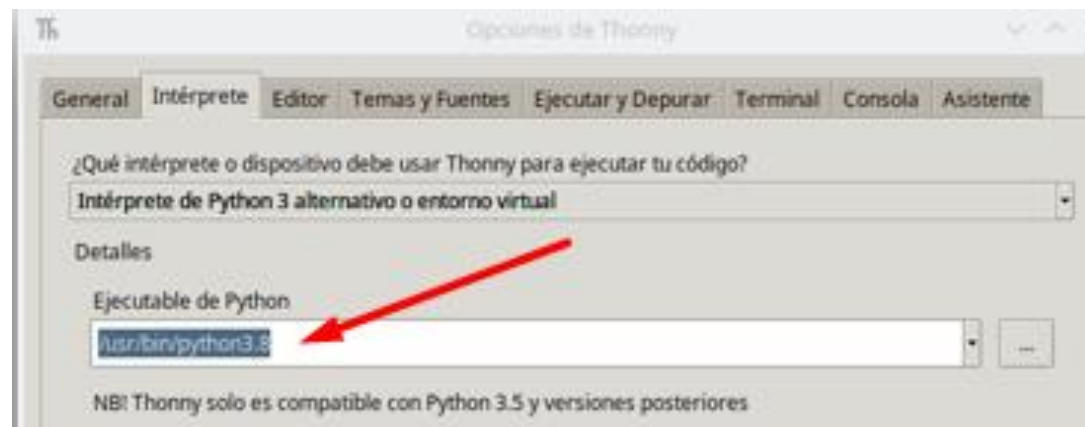 Th
Opciones de Thonny
General Intérprete Editor Temas y Fuentes Ejecutar y Depurar Terminal Consola Asistente
¿Qué intérprete o dispositivo debe usar Thonny para ejecutar tu código?
Intérprete de Python 3 alternativo o entorno virtual
Detalles
Ejecutable de Python
/usr/bin/python3.8
...
NB! Thonny solo es compatible con Python 3.5 y versiones posteriores